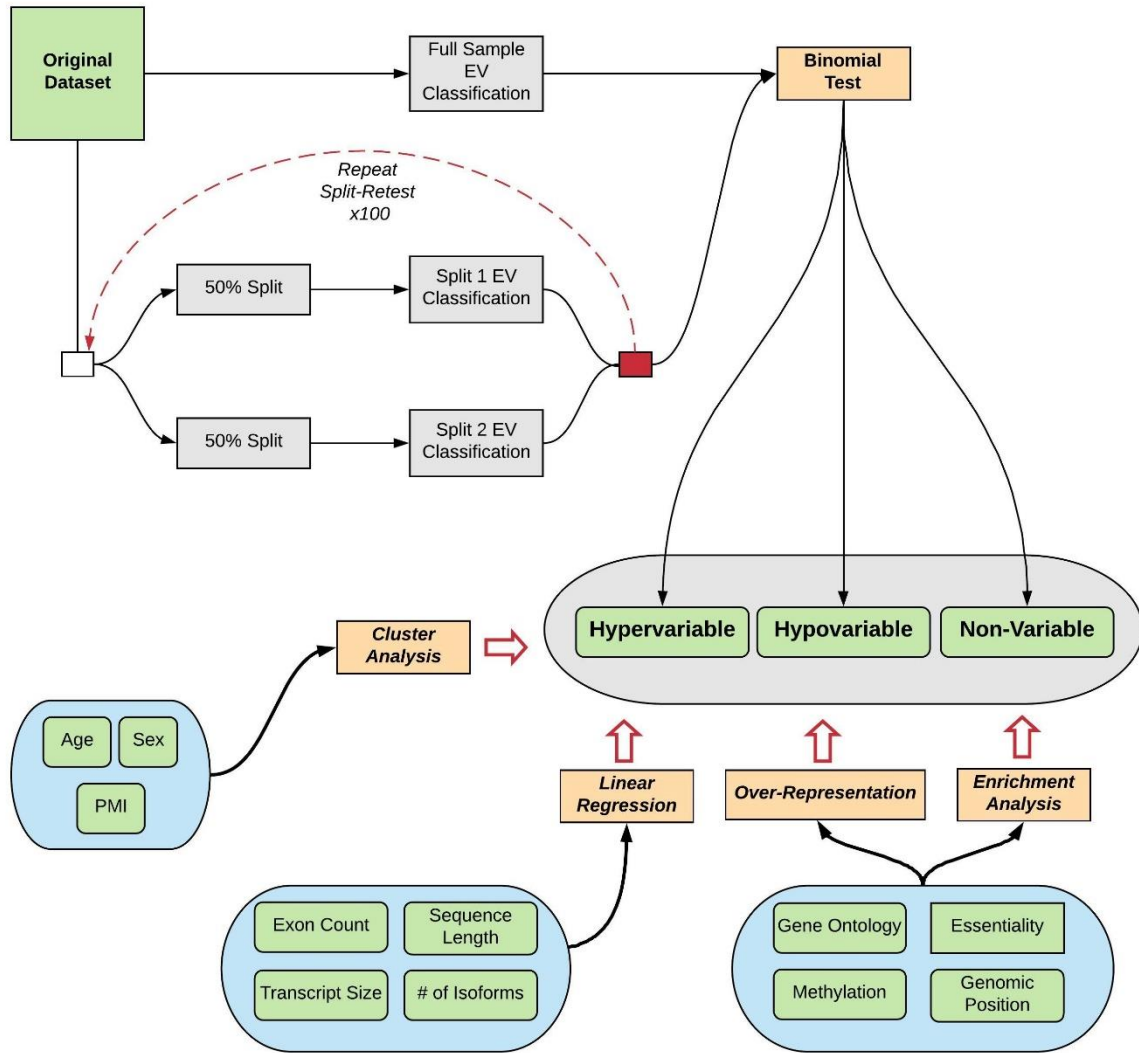 Original
Dataset
Full Sample
EV
Classification
Binomial
Test
Repeat
Split-Retest
x100
50% Split
Split 1 EV
Classification
50% Split
Split 2 EV
Classification
Hypervariable
Hypovariable
Non-Variable
Cluster
Analysis
Age
Sex
PMI
Linear
Regression
Over-Representation
Enrichment
Analysis
Exon Count
Sequence
Length
Transcript Size
# of Isoforms
Gene Ontology
Essentiality
Methylation
Genomic
Position